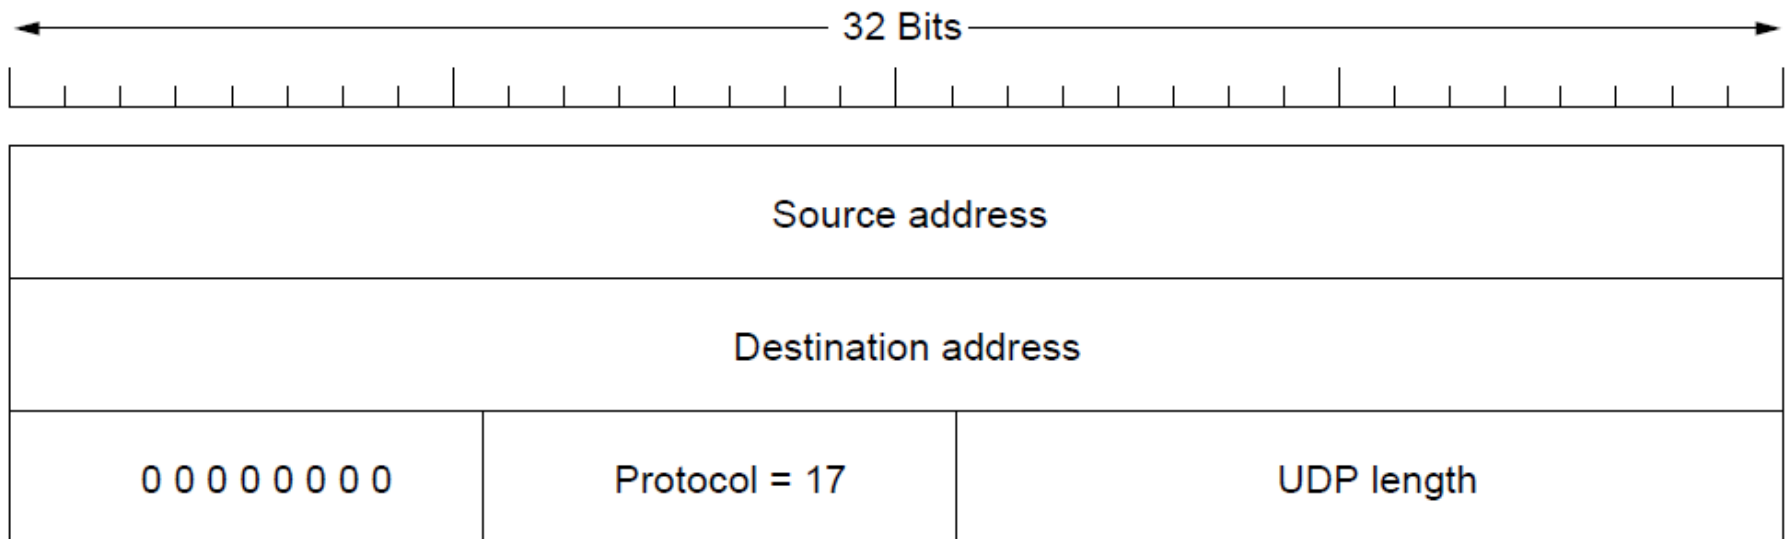 32 Bits
Source address
Destination address
0 0 0 0 0 0 0 0 Protocol = 17 UDP length